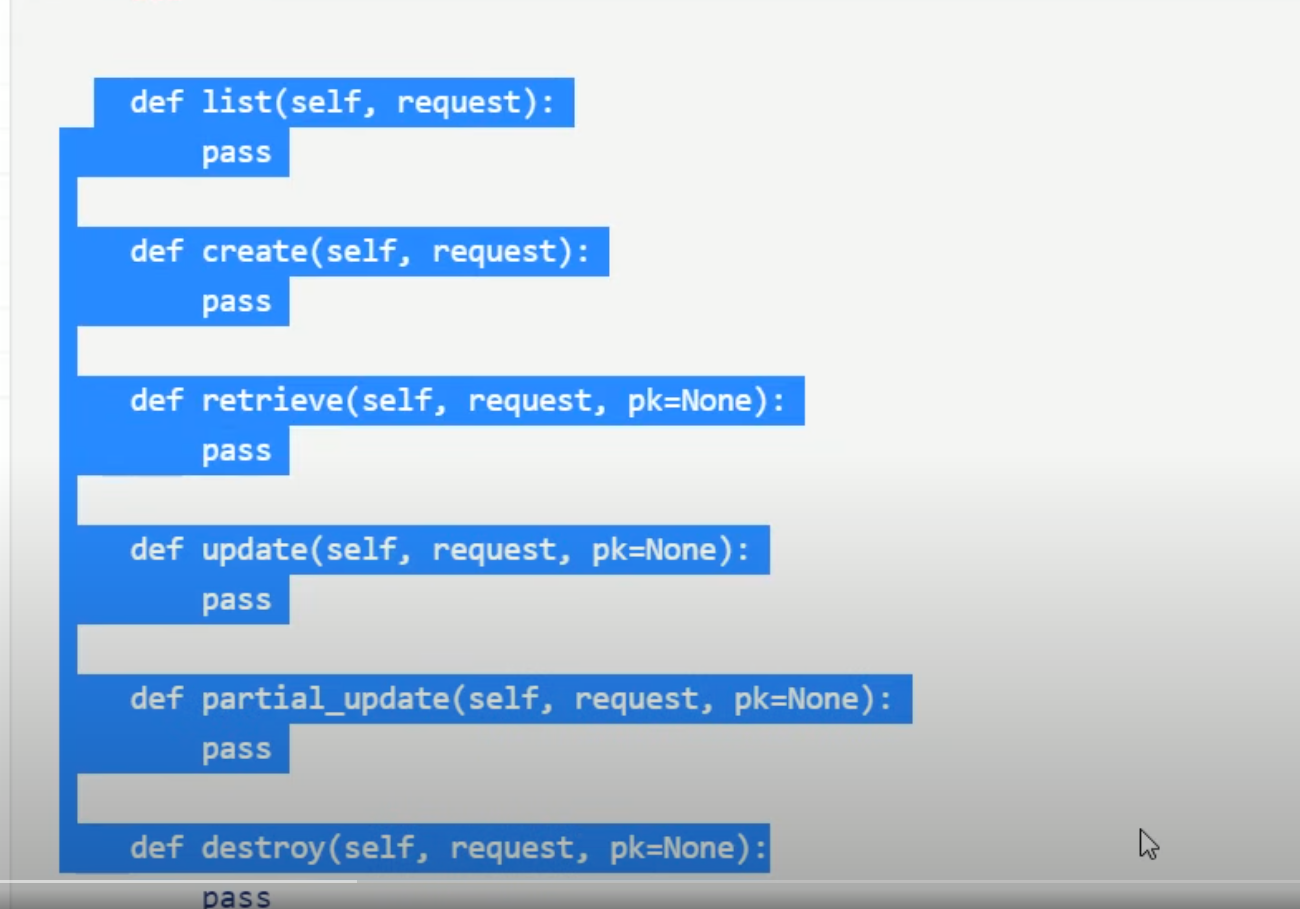 def list(self, request):
pass
def create(self, request):
pass
def retrieve(self, request, pk=None):
pass
def update(self, request, pk=None):
pass
def partial_update(self, request, pk=None):
pass
def destroy(self, request, pk=None):
pass